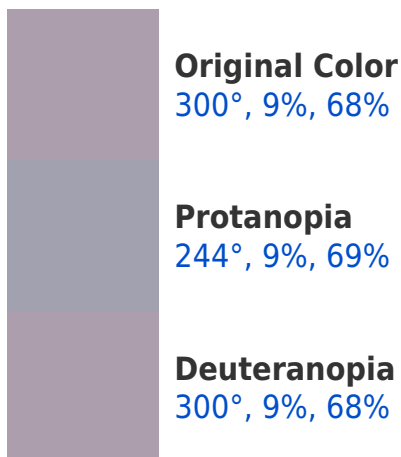 Original Color
300°, 9%, 68%
Protanopia
244°, 9%, 69%
Deuteranopia
300°, 9%, 68%